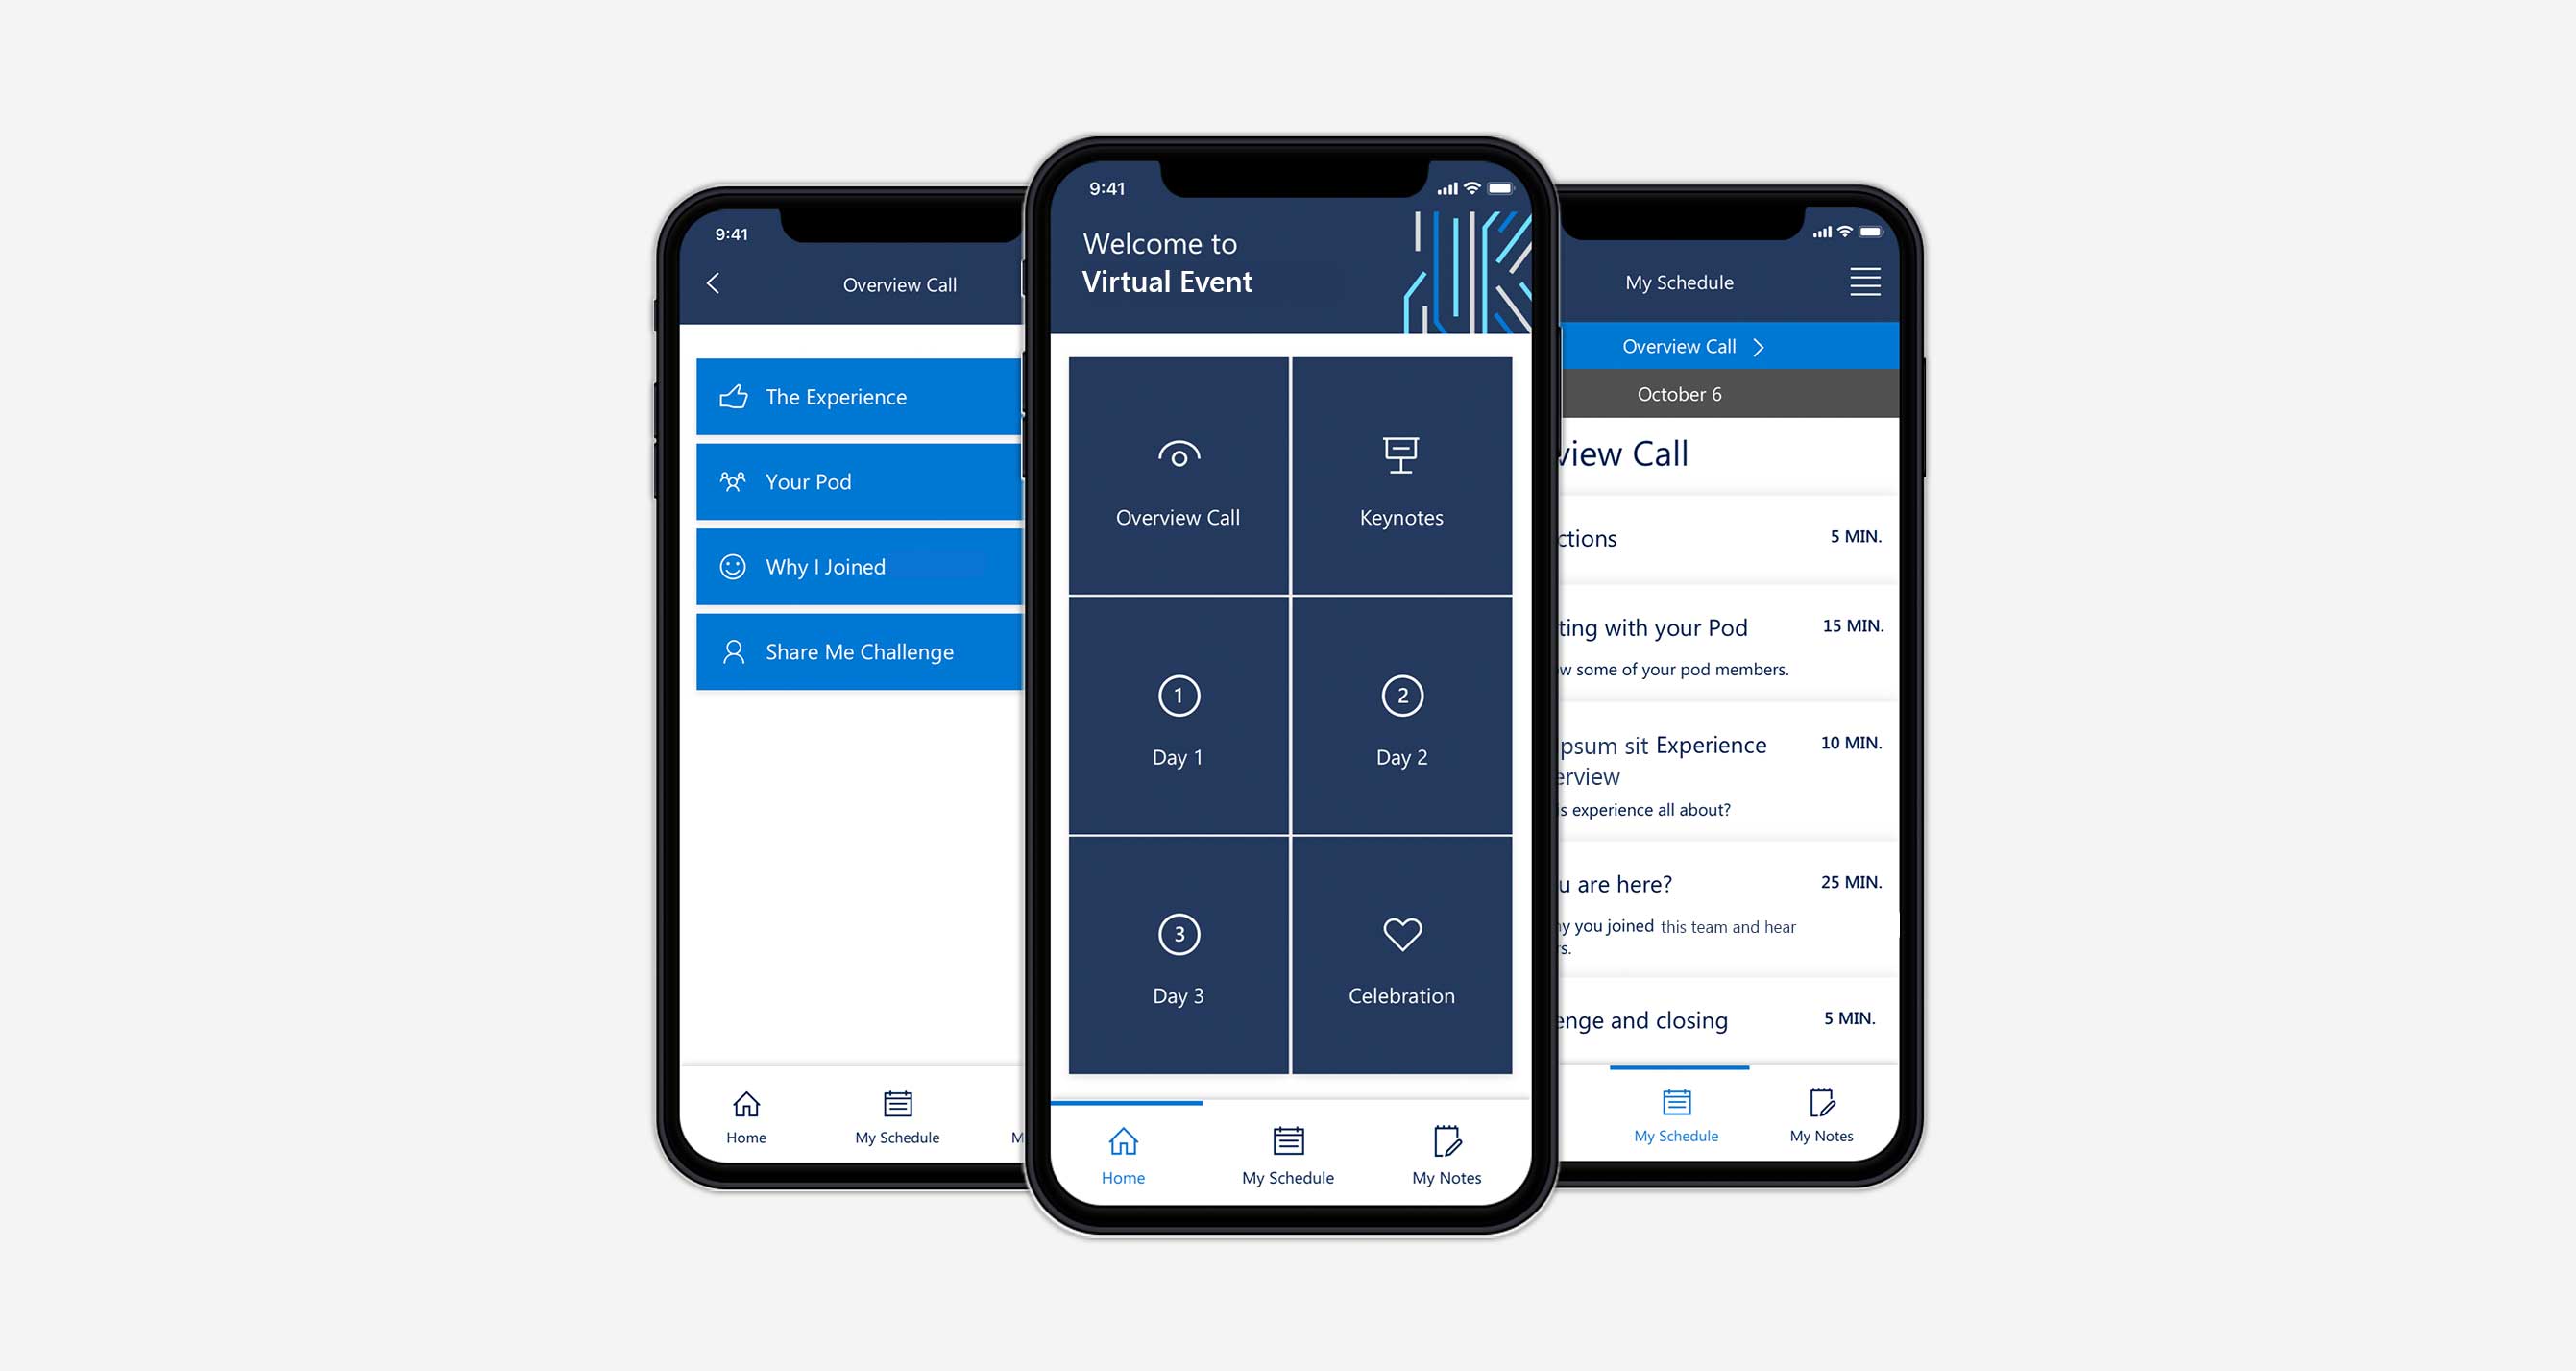 9:41
Overview Call
The Experience
Your Pod
Why I Joined
Share Me Challenge
Home
My Schedule
M
9:41
Welcome to
Virtual Event
Overview Call
Keynotes
1
Day 1
2
Day 2
3
Day 3
Celebration
Home
My Schedule
My Notes
My Schedule
Overview Call
October 6
view Call
ctions
5 MIN.
ting with your Pod
15 MIN.
w some of your pod members.
psum sit Experience
10 MIN.
erview
is experience all about?
u are here?
25 MIN.
hy you joined this team and hear
rs.
enge and closing
5 MIN.
My Schedule
My Notes